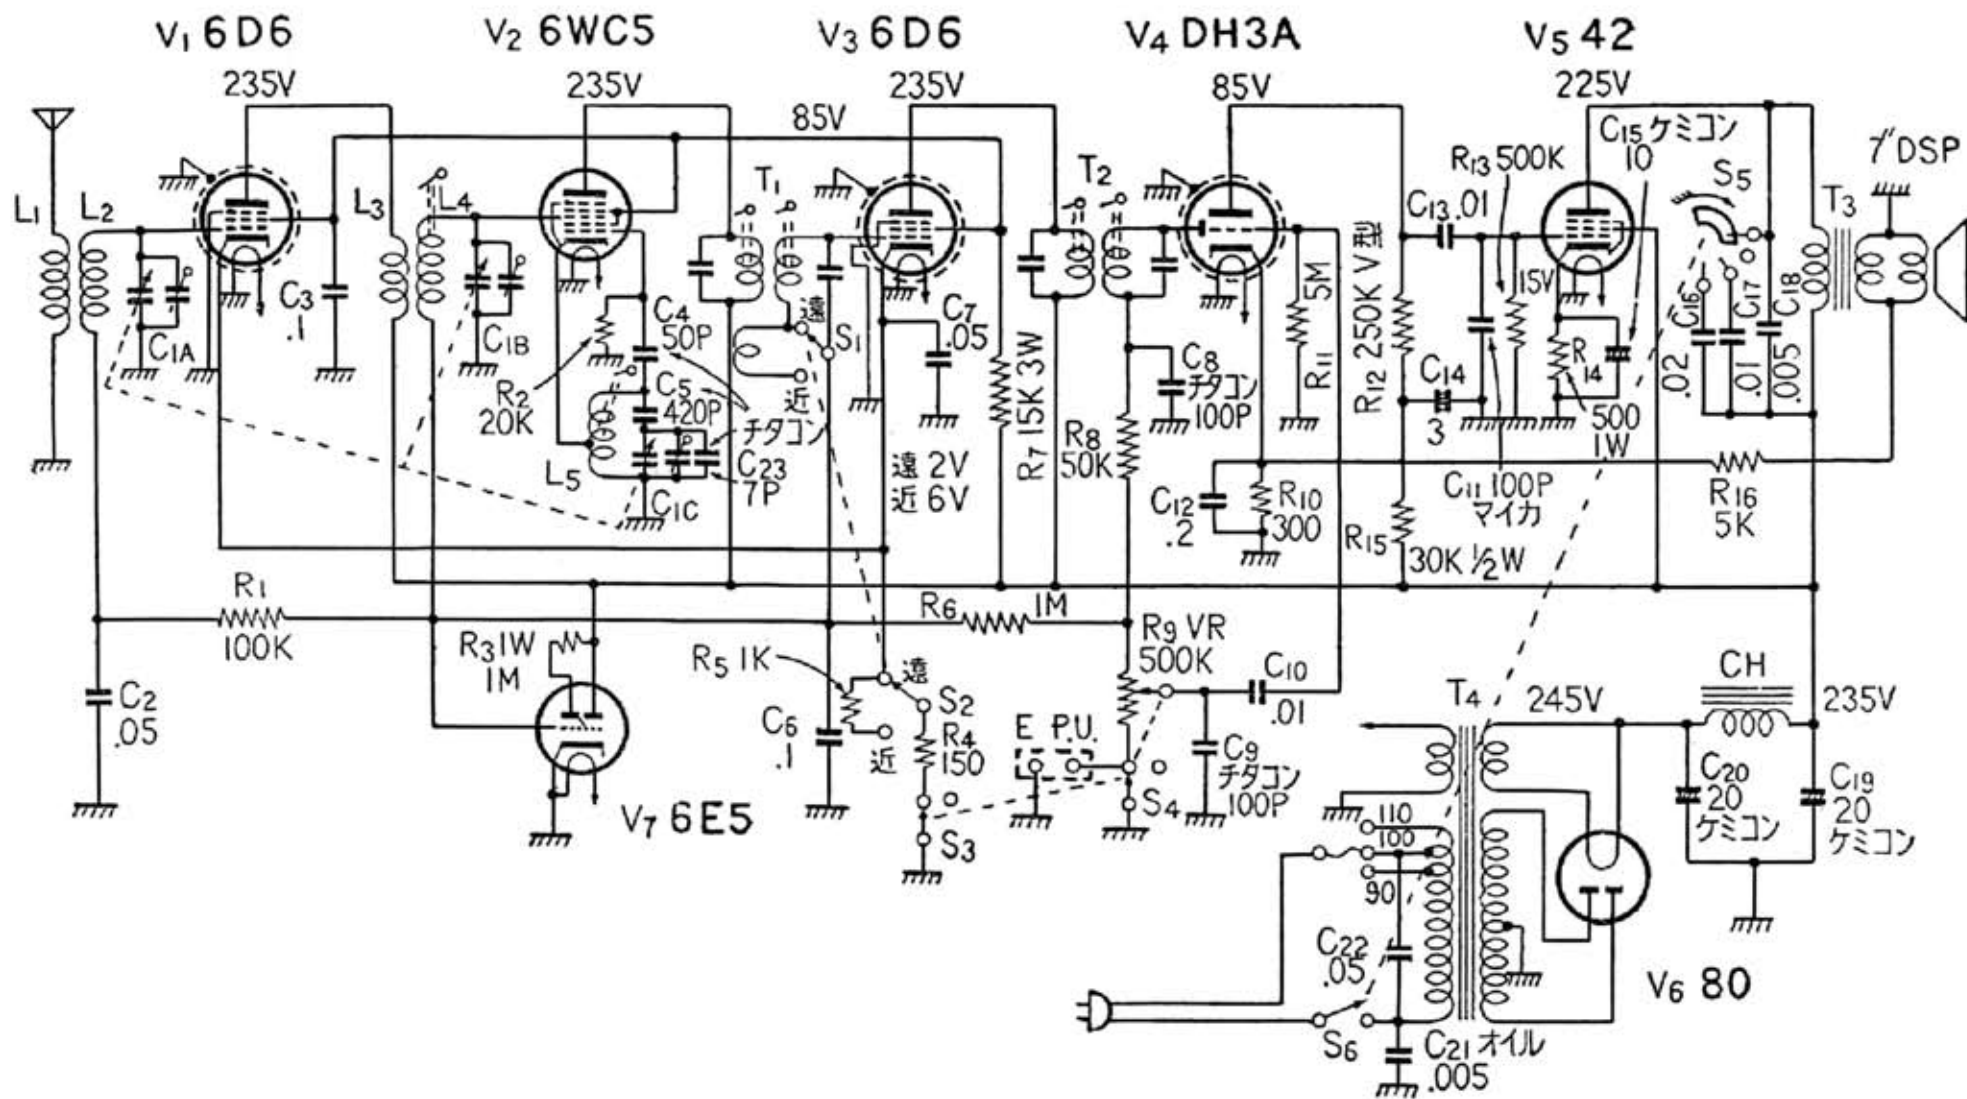 V₁ 6D6
V₂ 6WC5
V₃ 6D6
V₄ DH3A
V₅ 42
235V
235V
85V
235V
85V
225V
L₁
L₂
C₁A
C₃
.1
L₃
L₄
C₁B
R₂
20K
C₄
50P
C₅
420P
チタコン
C₂₃
7P
L₅
C₁C
T₁
遠
S₁
近
C₇
.05
遠 2V
近 6V
R₇ 15K 3W
T₂
C₈
チタコン
100P
R₈
50K
C₁₂
.2
R₁₀
300
5M
R₁₁
R₁₂ 250K V型
C₁₃ .01
C₁₄
3
R₁₅
30K ½W
R₁₃ 500K
15V
C₁₅ ケミコン
10
R₁₄
500
1W
C₁₁ 100P
マイカ
S₅
C₁₆
.02
C₁₇
.01
C₁₈
.005
T₃
7"DSP
R₁₆
5K
R₁
100K
C₂
.05
R₃ 1W
1M
V₇ 6E5
R₅ 1K
C₆
.1
遠
S₂
近
R₄
150
S₃
R₆
1M
R₉ VR
500K
E P.U.
S₄
C₁₀
.01
C₉
チタコン
100P
T₄
245V
CH
235V
C₂₀
20
ケミコン
C₁₉
20
ケミコン
110
100
90
C₂₂
.05
S₆
C₂₁ オイル
.005
V₆ 80